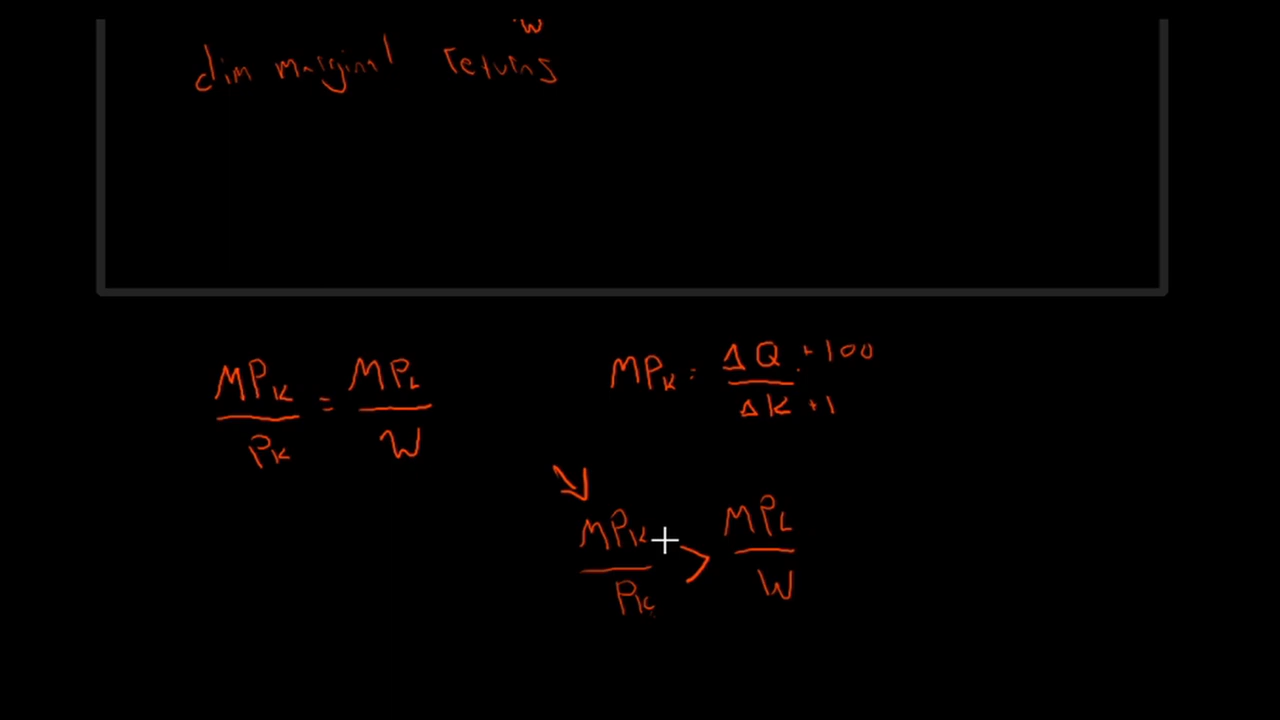 W
dim marginal returns
MPK / PK = MPL / W
MPK = ΔQ +100 / ΔK +1
MPK / PK > MPL / W